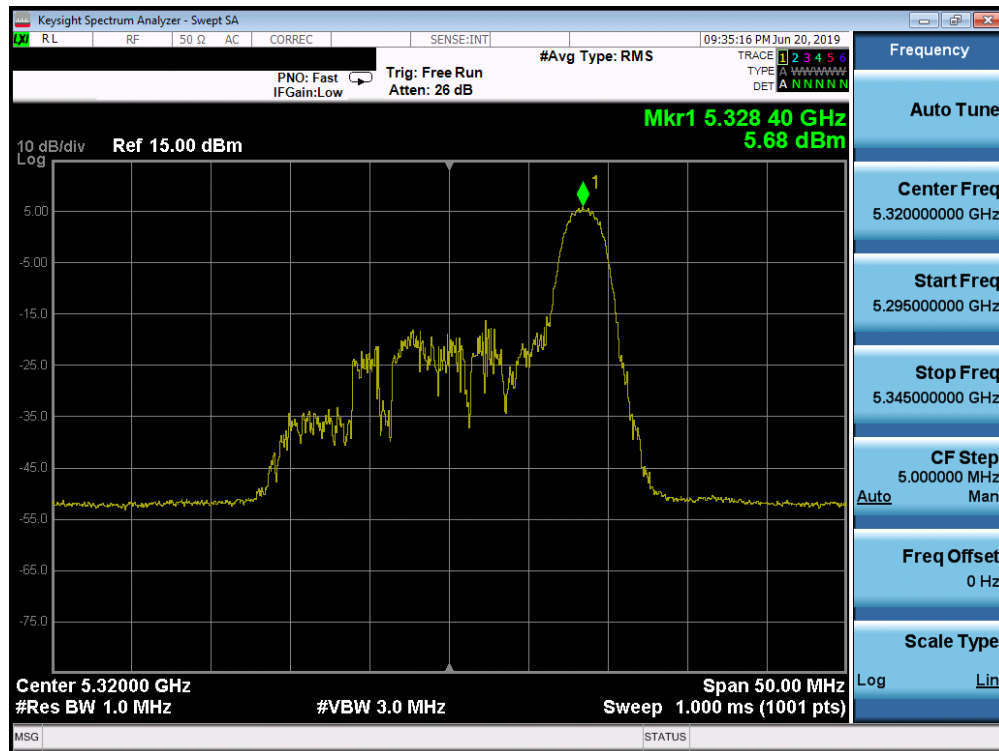 Keysight Spectrum Analyzer - Swept SA
LXI RL RF 50 Ω AC CORREC SENSE:INT 09:35:16 PM Jun 20, 2019
#Avg Type: RMS
TRACE 1 2 3 4 5 6
PNO: Fast Trig: Free Run TYPE A WWWWW
IFGain:Low Atten: 26 dB DET A N N N N N
Mkr1 5.328 40 GHz
5.68 dBm
10 dB/div Ref 15.00 dBm
Log
1
5.00
-5.00
-15.0
-25.0
-35.0
-45.0
-55.0
-65.0
-75.0
Center 5.32000 GHz Span 50.00 MHz
#Res BW 1.0 MHz #VBW 3.0 MHz Sweep 1.000 ms (1001 pts)
MSG STATUS
Frequency
Auto Tune
Center Freq
5.320000000 GHz
Start Freq
5.295000000 GHz
Stop Freq
5.345000000 GHz
CF Step
5.000000 MHz
Auto Man
Freq Offset
0 Hz
Scale Type
Log Lin